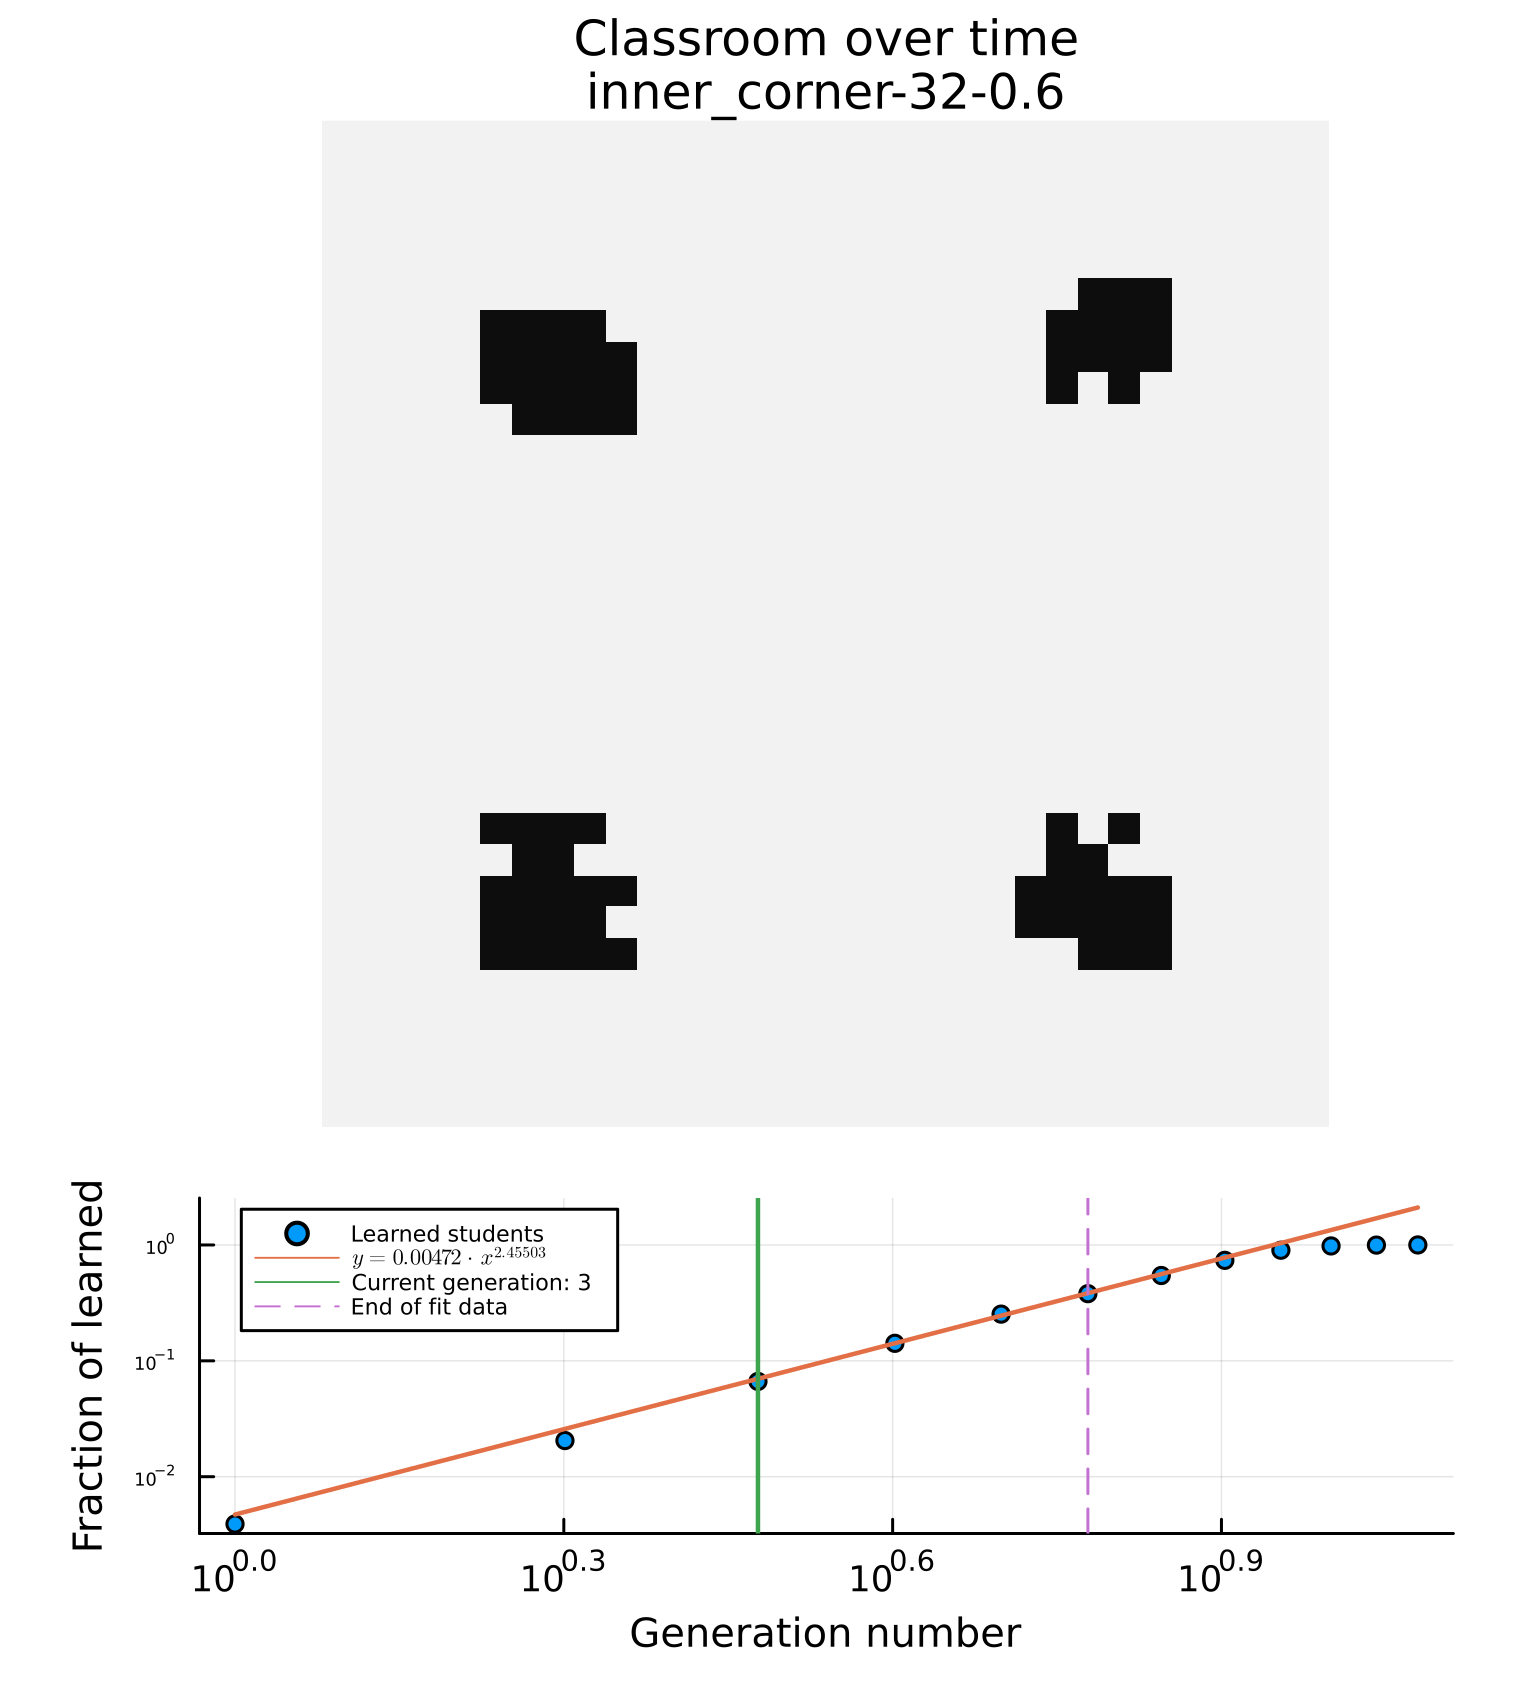 Classroom over time
inner_corner-32-0.6
Fraction of learned
10^0
10^−1
10^−2
Learned students
y = 0.00472 · x^2.45503
Current generation: 3
End of fit data
10^0.0 10^0.3 10^0.6 10^0.9
Generation number